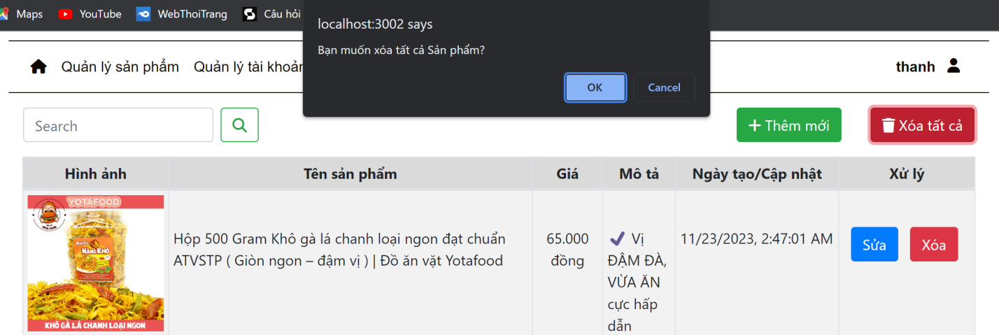 Maps YouTube WebThoiTrang Câu hỏi
localhost:3002 says
Bạn muốn xóa tất cả Sản phẩm?
OK Cancel
Quản lý sản phẩm Quản lý tài khoản thanh
Search Thêm mới Xóa tất cả
Hình ảnh Tên sản phẩm Giá Mô tả Ngày tạo/Cập nhật Xử lý
YOTAFOOD
NÀNG KHÔ
KHÔ GÀ LÁ CHANH LOẠI NGON
Hộp 500 Gram Khô gà lá chanh loại ngon đạt chuẩn
ATVSTP ( Giòn ngon – đậm vị ) | Đồ ăn vặt Yotafood
65.000
đồng
✔ Vị
ĐẬM ĐÀ,
VỪA ĂN
cực hấp
dẫn
11/23/2023, 2:47:01 AM
Sửa Xóa